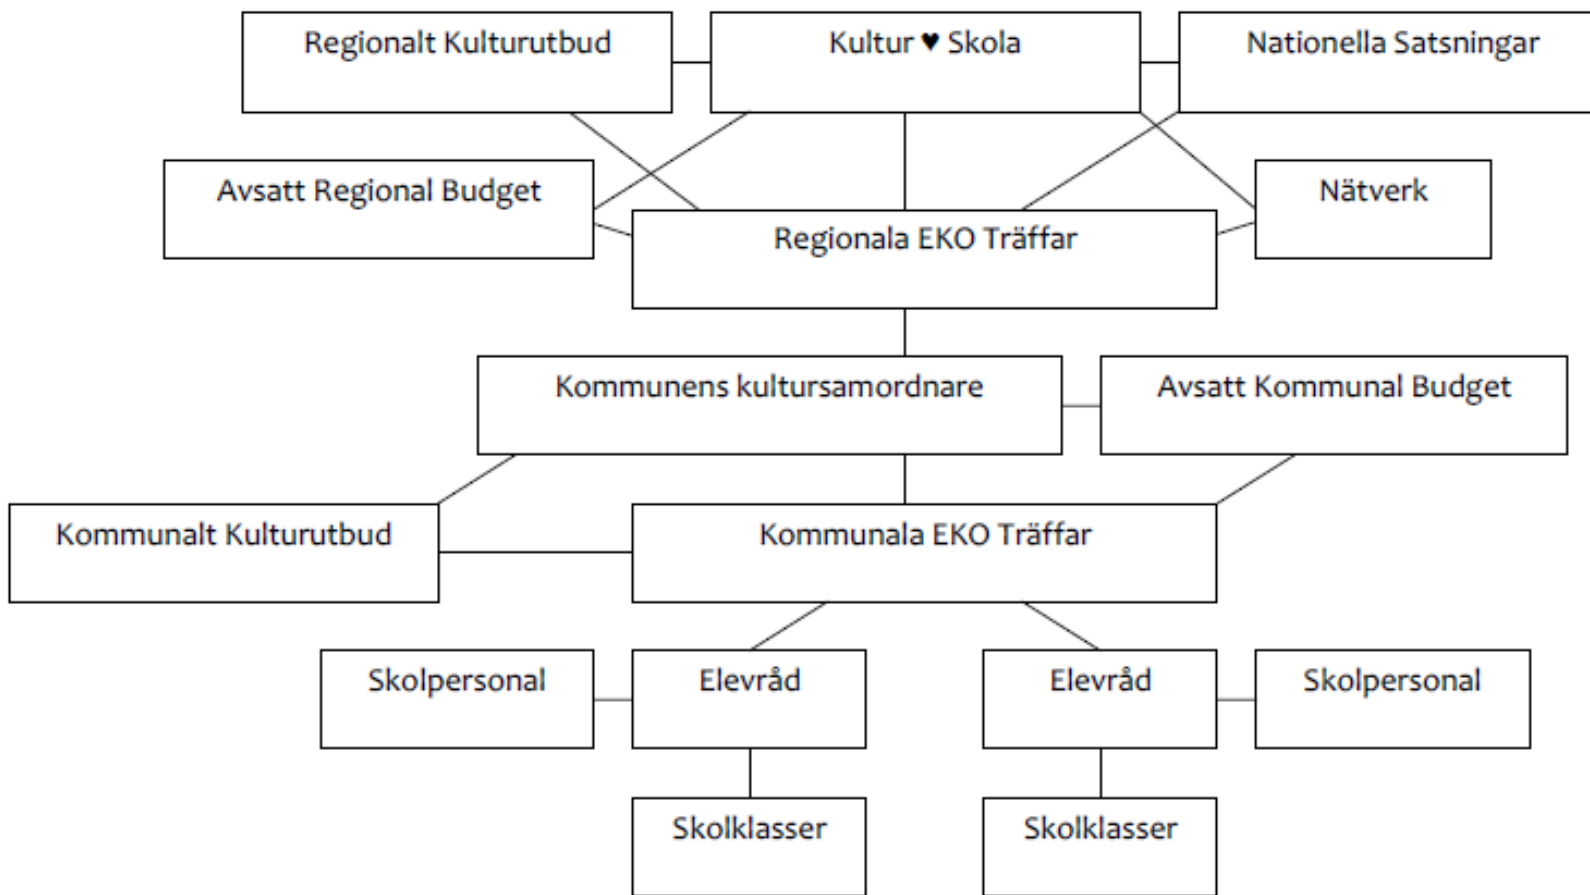 Regionalt Kulturutbud
Kultur ♥ Skola
Nationella Satsningar
Avsatt Regional Budget
Nätverk
Regionala EKO Träffar
Kommunens kultursamordnare
Avsatt Kommunal Budget
Kommunalt Kulturutbud
Kommunala EKO Träffar
Skolpersonal
Elevråd
Elevråd
Skolpersonal
Skolklasser
Skolklasser